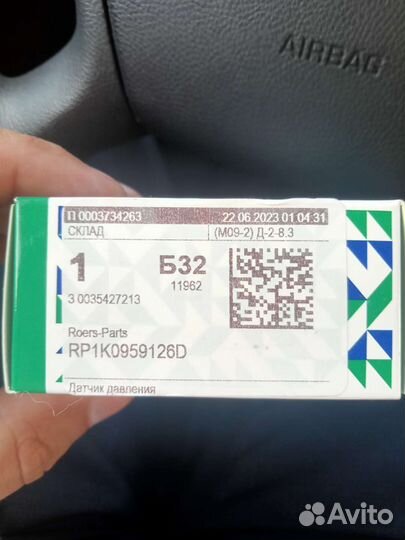 AIRBAG
П 0003734263 22.06.2023 01:04:31
СКЛАД (М09-2) Д-2-8.3
1 Б32
11962
3 0035427213
Roers-Parts
RP1K0959126D
Датчик давления
Avito